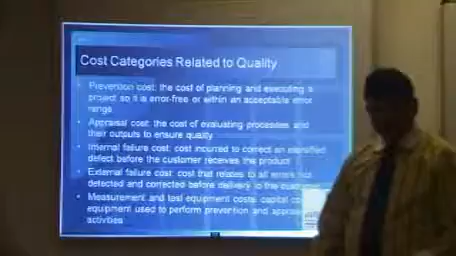 Cost Categories Related to Quality
Prevention cost: the cost of planning and executing a
project so it is error-free or within an acceptable error
range
Appraisal cost: the cost of evaluating processes and
their outputs to ensure quality
Internal failure cost: cost incurred to correct an identified
defect before the customer receives the product
External failure cost: cost that relates to all errors not
detected and corrected before delivery to the customer
Measurement and test equipment costs: capital
equipment used to perform prevention and
activities